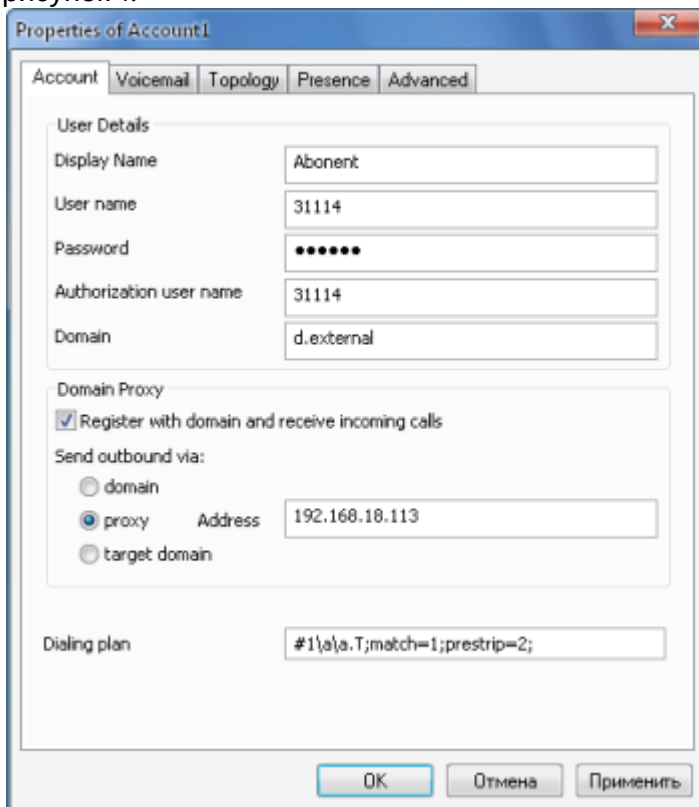 Properties of Account1
Account Voicemail Topology Presence Advanced
User Details
Display Name Abonent
User name 31114
Password ••••••
Authorization user name 31114
Domain d.external
Domain Proxy
Register with domain and receive incoming calls
Send outbound via:
domain
proxy Address 192.168.18.113
target domain
Dialing plan #1\a\a.T;match=1;prestrip=2;
OK Отмена Применить